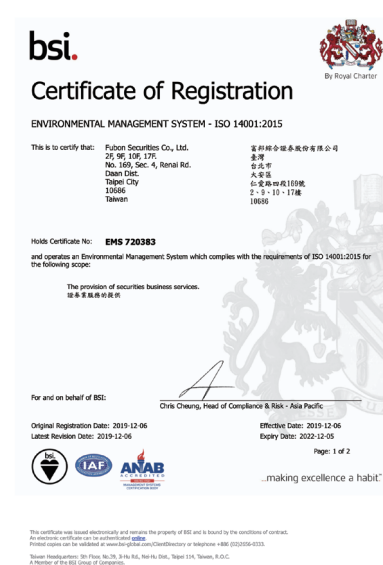 bsi.
By Royal Charter
Certificate of Registration
ENVIRONMENTAL MANAGEMENT SYSTEM - ISO 14001:2015
This is to certify that:
Fubon Securities Co., Ltd.
2F, 9F, 10F, 17F.
No. 169, Sec. 4, Renai Rd.
Daan Dist.
Taipei City
10686
Taiwan
富邦綜合證券股份有限公司
臺灣
台北市
大安區
仁愛路四段169號
2、9、10、17樓
10686
Holds Certificate No: EMS 720383
and operates an Environmental Management System which complies with the requirements of ISO 14001:2015 for
the following scope:
The provision of securities business services.
證券業服務的提供
For and on behalf of BSI:
Chris Cheung, Head of Compliance & Risk - Asia Pacific
Original Registration Date: 2019-12-06
Effective Date: 2019-12-06
Latest Revision Date: 2019-12-06
Expiry Date: 2022-12-05
Page: 1 of 2
bsi.
IAF
ANAB
ACCREDITED
MANAGEMENT SYSTEMS
CERTIFICATION BODY
...making excellence a habit.™
This certificate was issued electronically and remains the property of BSI and is bound by the conditions of contract.
An electronic certificate can be authenticated online
Printed copies can be validated at www.bsi-global.com/ClientDirectory or telephone +886 (02)2656-0333.
Taiwan Headquarters: 5th Floor, No.39, Ji-Hu Rd., Nei-Hu Dist., Taipei 114, Taiwan, R.O.C.
A Member of the BSI Group of Companies.